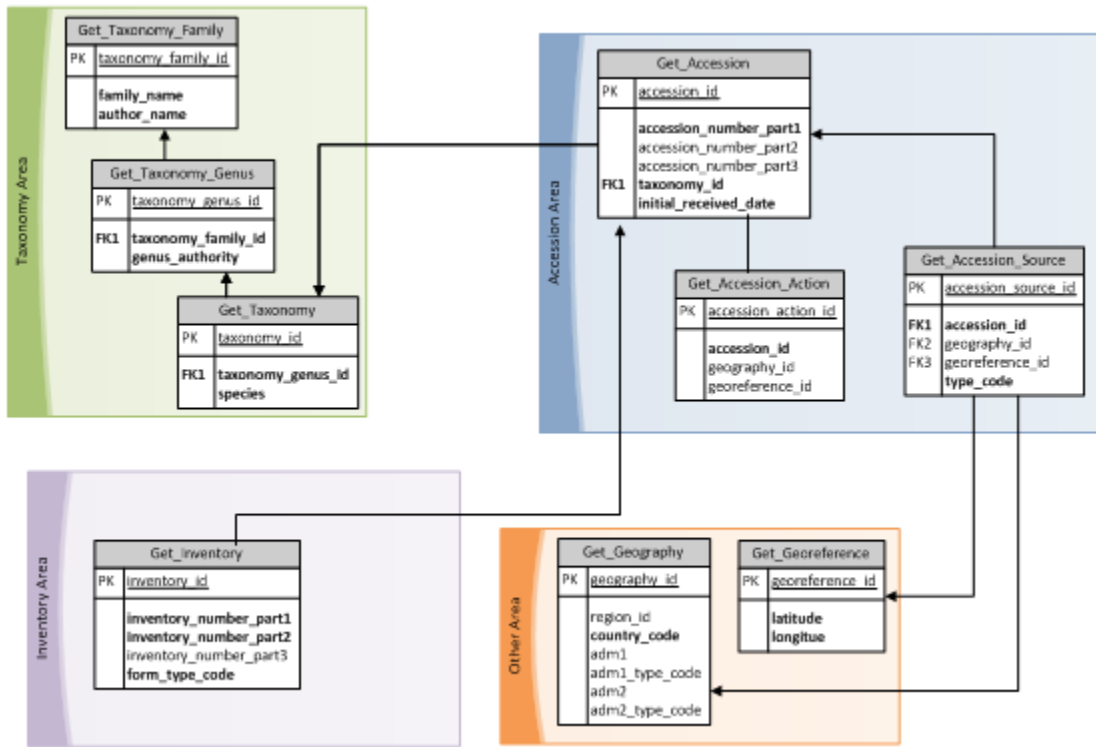 Taxonomy Area
Get_Taxonomy_Family
PK taxonomy_family_id
family_name
author_name
Get_Taxonomy_Genus
PK taxonomy_genus_id
FK1 taxonomy_family_id
genus_authority
Get_Taxonomy
PK taxonomy_id
FK1 taxonomy_genus_id
species
Accession Area
Get_Accession
PK accession_id
accession_number_part1
accession_number_part2
accession_number_part3
FK1 taxonomy_id
initial_received_date
Get_Accession_Action
PK accession_action_id
accession_id
geography_id
georeference_id
Get_Accession_Source
PK accession_source_id
FK1 accession_id
FK2 geography_id
FK3 georeference_id
type_code
Inventory Area
Get_Inventory
PK inventory_id
inventory_number_part1
inventory_number_part2
inventory_number_part3
form_type_code
Other Area
Get_Geography
PK geography_id
region_id
country_code
adm1
adm1_type_code
adm2
adm2_type_code
Get_Georeference
PK georeference_id
latitude
longitue